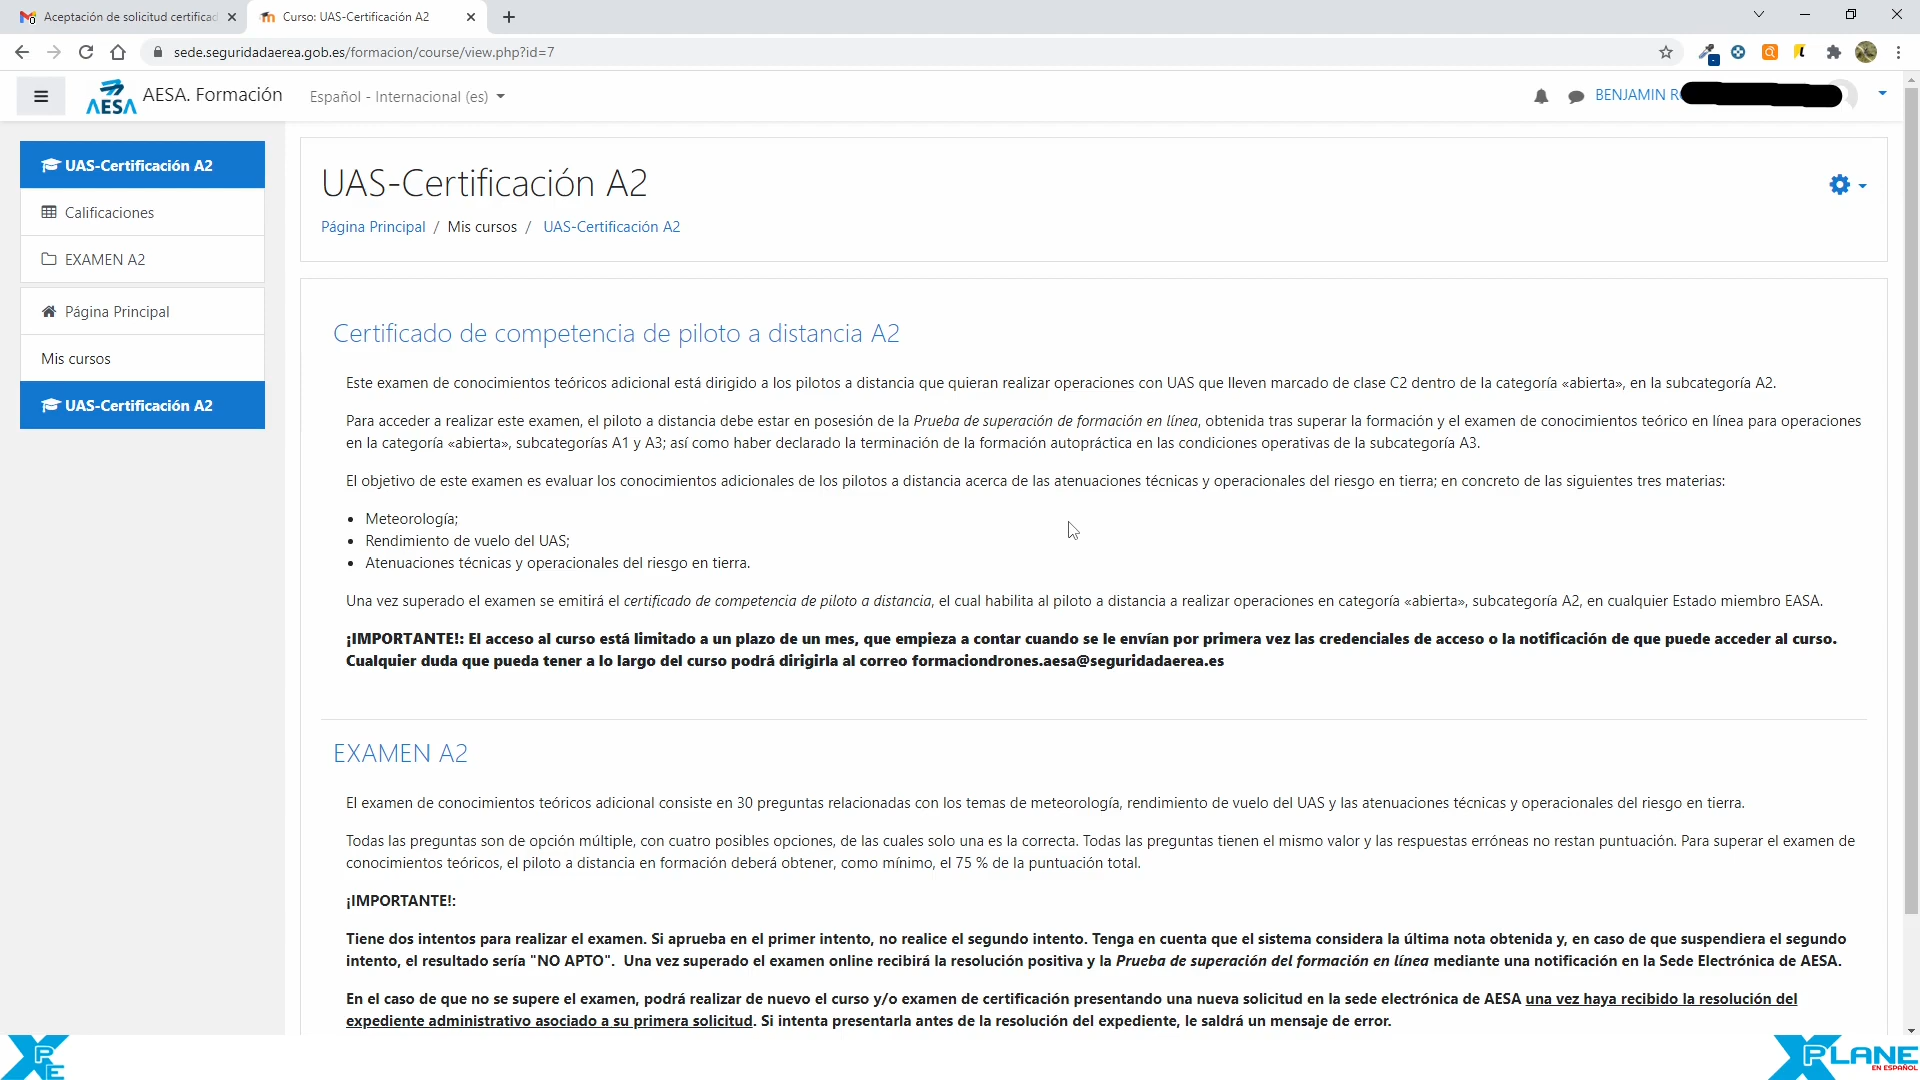 Aceptación de solicitud certificad
Curso: UAS-Certificación A2
sede.seguridadaerea.gob.es/formacion/course/view.php?id=7
AESA
AESA. Formación
Español - Internacional (es)
BENJAMIN R
UAS-Certificación A2
Calificaciones
EXAMEN A2
Página Principal
Mis cursos
UAS-Certificación A2
UAS-Certificación A2
Página Principal / Mis cursos / UAS-Certificación A2
Certificado de competencia de piloto a distancia A2
Este examen de conocimientos teóricos adicional está dirigido a los pilotos a distancia que quieran realizar operaciones con UAS que lleven marcado de clase C2 dentro de la categoría «abierta», en la subcategoría A2.
Para acceder a realizar este examen, el piloto a distancia debe estar en posesión de la Prueba de superación de formación en línea, obtenida tras superar la formación y el examen de conocimientos teórico en línea para operaciones
en la categoría «abierta», subcategorías A1 y A3; así como haber declarado la terminación de la formación autopráctica en las condiciones operativas de la subcategoría A3.
El objetivo de este examen es evaluar los conocimientos adicionales de los pilotos a distancia acerca de las atenuaciones técnicas y operacionales del riesgo en tierra; en concreto de las siguientes tres materias:
• Meteorología;
• Rendimiento de vuelo del UAS;
• Atenuaciones técnicas y operacionales del riesgo en tierra.
Una vez superado el examen se emitirá el certificado de competencia de piloto a distancia, el cual habilita al piloto a distancia a realizar operaciones en categoría «abierta», subcategoría A2, en cualquier Estado miembro EASA.
¡IMPORTANTE!: El acceso al curso está limitado a un plazo de un mes, que empieza a contar cuando se le envían por primera vez las credenciales de acceso o la notificación de que puede acceder al curso.
Cualquier duda que pueda tener a lo largo del curso podrá dirigirla al correo formaciondrones.aesa@seguridadaerea.es
EXAMEN A2
El examen de conocimientos teóricos adicional consiste en 30 preguntas relacionadas con los temas de meteorología, rendimiento de vuelo del UAS y las atenuaciones técnicas y operacionales del riesgo en tierra.
Todas las preguntas son de opción múltiple, con cuatro posibles opciones, de las cuales solo una es la correcta. Todas las preguntas tienen el mismo valor y las respuestas erróneas no restan puntuación. Para superar el examen de
conocimientos teóricos, el piloto a distancia en formación deberá obtener, como mínimo, el 75 % de la puntuación total.
¡IMPORTANTE!:
Tiene dos intentos para realizar el examen. Si aprueba en el primer intento, no realice el segundo intento. Tenga en cuenta que el sistema considera la última nota obtenida y, en caso de que suspendiera el segundo
intento, el resultado sería "NO APTO". Una vez superado el examen online recibirá la resolución positiva y la Prueba de superación del formación en línea mediante una notificación en la Sede Electrónica de AESA.
En el caso de que no se supere el examen, podrá realizar de nuevo el curso y/o examen de certificación presentando una nueva solicitud en la sede electrónica de AESA una vez haya recibido la resolución del
expediente administrativo asociado a su primera solicitud. Si intenta presentarla antes de la resolución del expediente, le saldrá un mensaje de error.
XPE
XPLANE
EN ESPAÑOL